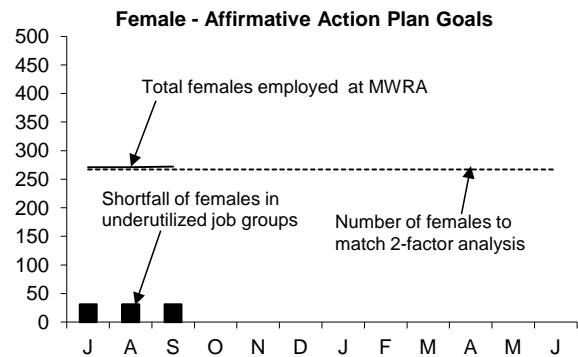 Female - Affirmative Action Plan Goals
500
450
400
350
300
250
200
150
100
50
0
Total females employed at MWRA
Shortfall of females in
underutilized job groups
Number of females to
match 2-factor analysis
J A S O N D J F M A M J